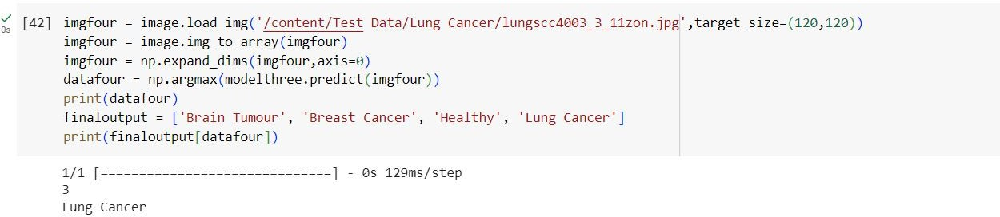 [42] imgfour = image.load_img('/content/Test Data/Lung Cancer/lungscc4003_3_11zon.jpg',target_size=(120,120))
0s
imgfour = image.img_to_array(imgfour)
imgfour = np.expand_dims(imgfour,axis=0)
datafour = np.argmax(modelthree.predict(imgfour))
print(datafour)
finaloutput = ['Brain Tumour', 'Breast Cancer', 'Healthy', 'Lung Cancer']
print(finaloutput[datafour])
1/1 [==============================] - 0s 129ms/step
3
Lung Cancer